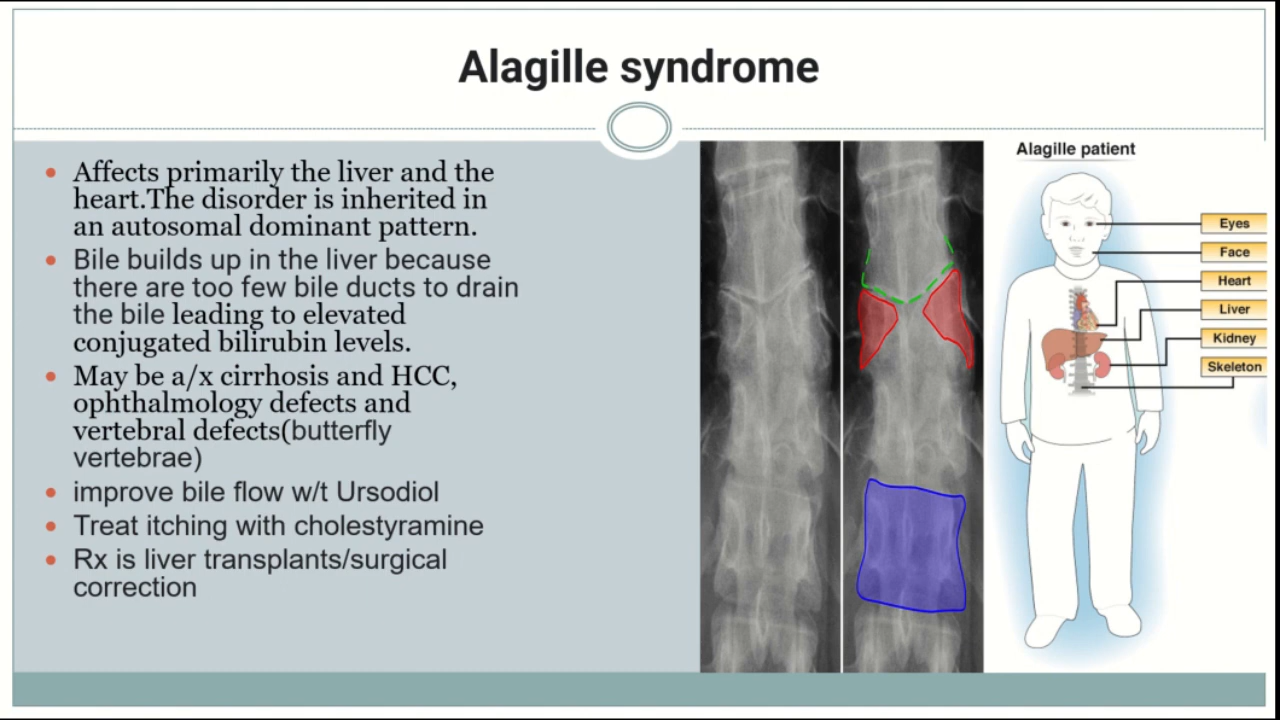 Alagille syndrome
Affects primarily the liver and the
heart.The disorder is inherited in
an autosomal dominant pattern.
Bile builds up in the liver because
there are too few bile ducts to drain
the bile leading to elevated
conjugated bilirubin levels.
May be a/x cirrhosis and HCC,
ophthalmology defects and
vertebral defects(butterfly
vertebrae)
improve bile flow w/t Ursodiol
Treat itching with cholestyramine
Rx is liver transplants/surgical
correction
Alagille patient
Eyes
Face
Heart
Liver
Kidney
Skeleton